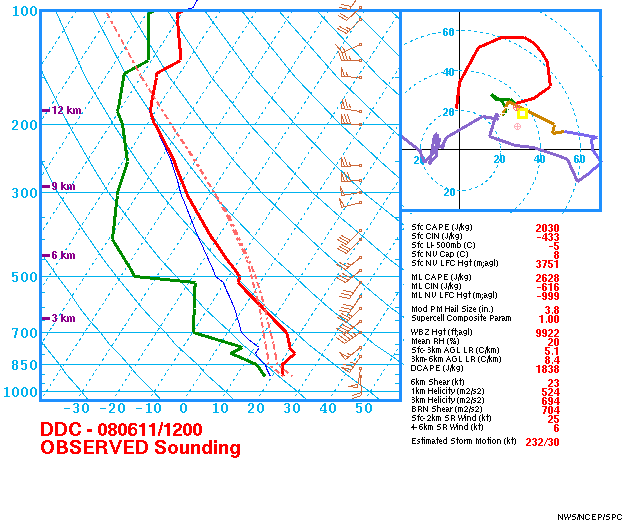 100
12 km
200
9 km
300
6 km
500
3 km
700
850
1000
-30 -20 -10 0 10 20 30 40 50
60
40
20
20 20 40 60
20
Sfc CAPE (J/kg) 2030
Sfc CIN (J/kg) -433
Sfc LI-500mb (C) -5
Sfc NV Cap (C) 8
Sfc NV LFC Hgt (m;agl) 3751
ML CAPE (J/kg) 2628
ML CIN (J/kg) -616
ML NV LFC Hgt (m;agl) -999
Mod PM Hail Size (in.) 3.8
Supercell Composite Param 1.00
WBZ Hgt (ft;agl) 9922
Mean RH (%) 20
Sfc-3km AGL LR (C/km) 5.1
3km-6km AGL LR (C/km) 8.4
DCAPE (J/kg) 1838
6km Shear (kt) 23
1km Helicity (m2/s2) 524
3km Helicity (m2/s2) 694
BRN Shear (m2/s2) 704
Sfc-2km SR Wind (kt) 25
4-6km SR Wind (kt) 6
Estimated Storm Motion (kt) 232/30
DDC - 080611/1200
OBSERVED Sounding
NWS/NCEP/SPC